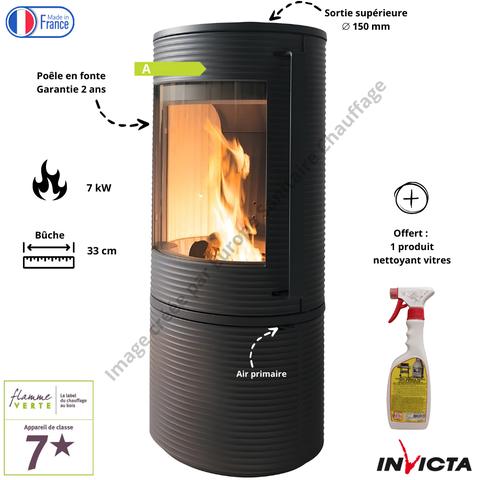 Made in
France
Sortie supérieure
∅ 150 mm
A
Poêle en fonte
Garantie 2 ans
7 kW
Bûche
33 cm
Offert :
1 produit
nettoyant vitres
Air primaire
flamme
VERTE
Le label
du chauffage
au bois
Appareil de classe
7★
INVICTA